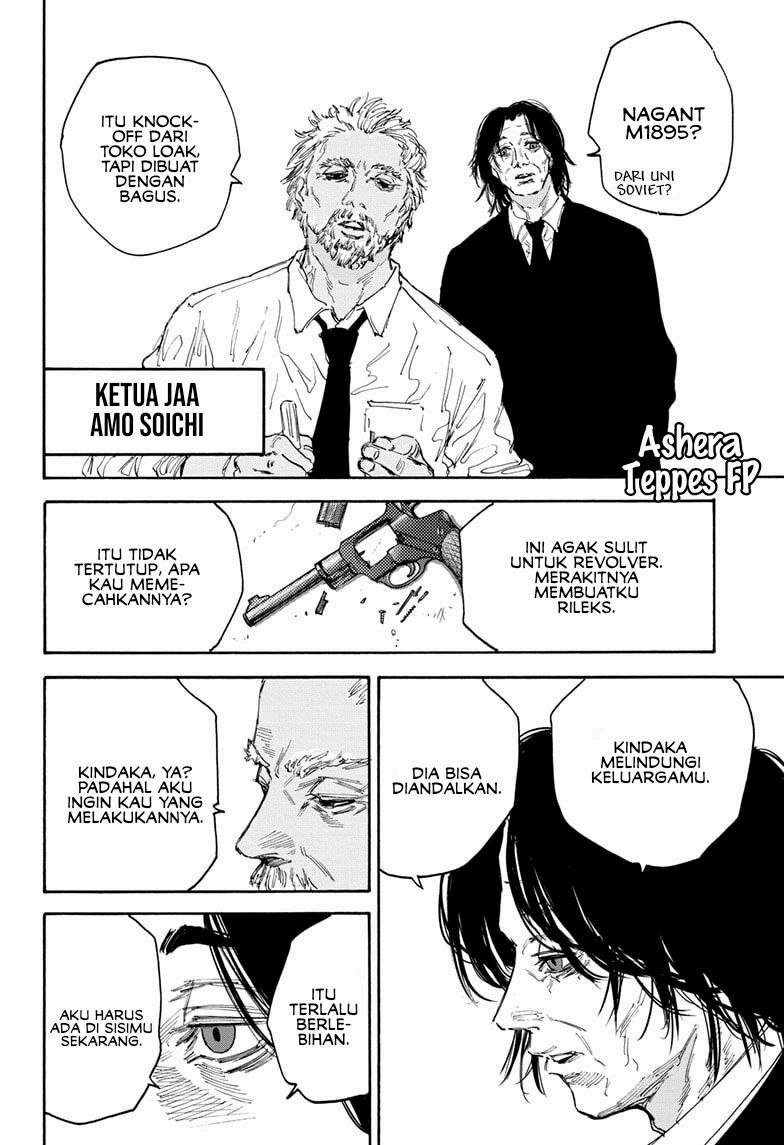 NAGANT
M1895?
DARI UNI
SOVIET?
ITU KNOCK-
OFF DARI
TOKO LOAK,
TAPI DIBUAT
DENGAN
BAGUS.
KETUA JAA
AMO SOICHI
Ashera
Teppes FP
INI AGAK SULIT
UNTUK REVOLVER.
MERAKITNYA
MEMBUATKU
RILEKS.
ITU TIDAK
TERTUTUP, APA
KAU MEME-
CAHKANNYA?
KINDAKA
MELINDUNGI
KELUARGAMU.
DIA BISA
DIANDALKAN.
KINDAKA, YA?
PADAHAL AKU
INGIN KAU YANG
MELAKUKANNYA.
ITU
TERLALU
BERLE-
BIHAN.
AKU HARUS
ADA DI SISIMU
SEKARANG.